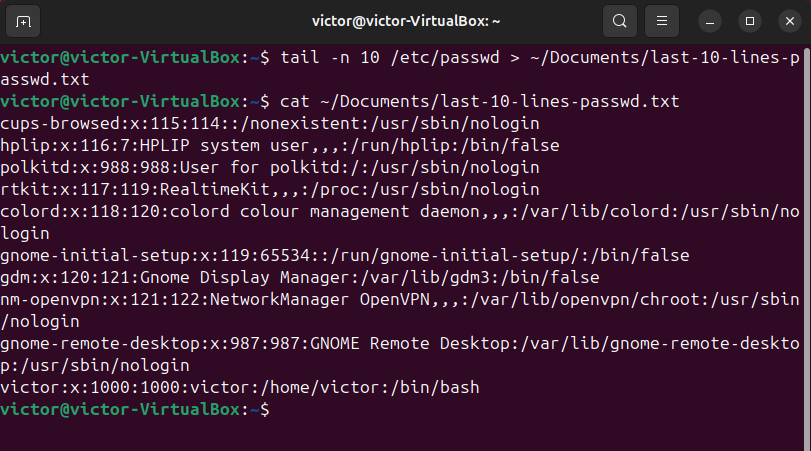 victor@victor-VirtualBox: ~
victor@victor-VirtualBox:~$ tail -n 10 /etc/passwd > ~/Documents/last-10-lines-p
asswd.txt
victor@victor-VirtualBox:~$ cat ~/Documents/last-10-lines-passwd.txt
cups-browsed:x:115:114::/nonexistent:/usr/sbin/nologin
hplip:x:116:7:HPLIP system user,,,:/run/hplip:/bin/false
polkitd:x:988:988:User for polkitd:/:/usr/sbin/nologin
rtkit:x:117:119:RealtimeKit,,,:/proc:/usr/sbin/nologin
colord:x:118:120:colord colour management daemon,,,:/var/lib/colord:/usr/sbin/no
login
gnome-initial-setup:x:119:65534::/run/gnome-initial-setup/:/bin/false
gdm:x:120:121:Gnome Display Manager:/var/lib/gdm3:/bin/false
nm-openvpn:x:121:122:NetworkManager OpenVPN,,,:/var/lib/openvpn/chroot:/usr/sbin
/nologin
gnome-remote-desktop:x:987:987:GNOME Remote Desktop:/var/lib/gnome-remote-deskto
p:/usr/sbin/nologin
victor:x:1000:1000:victor:/home/victor:/bin/bash
victor@victor-VirtualBox:~$